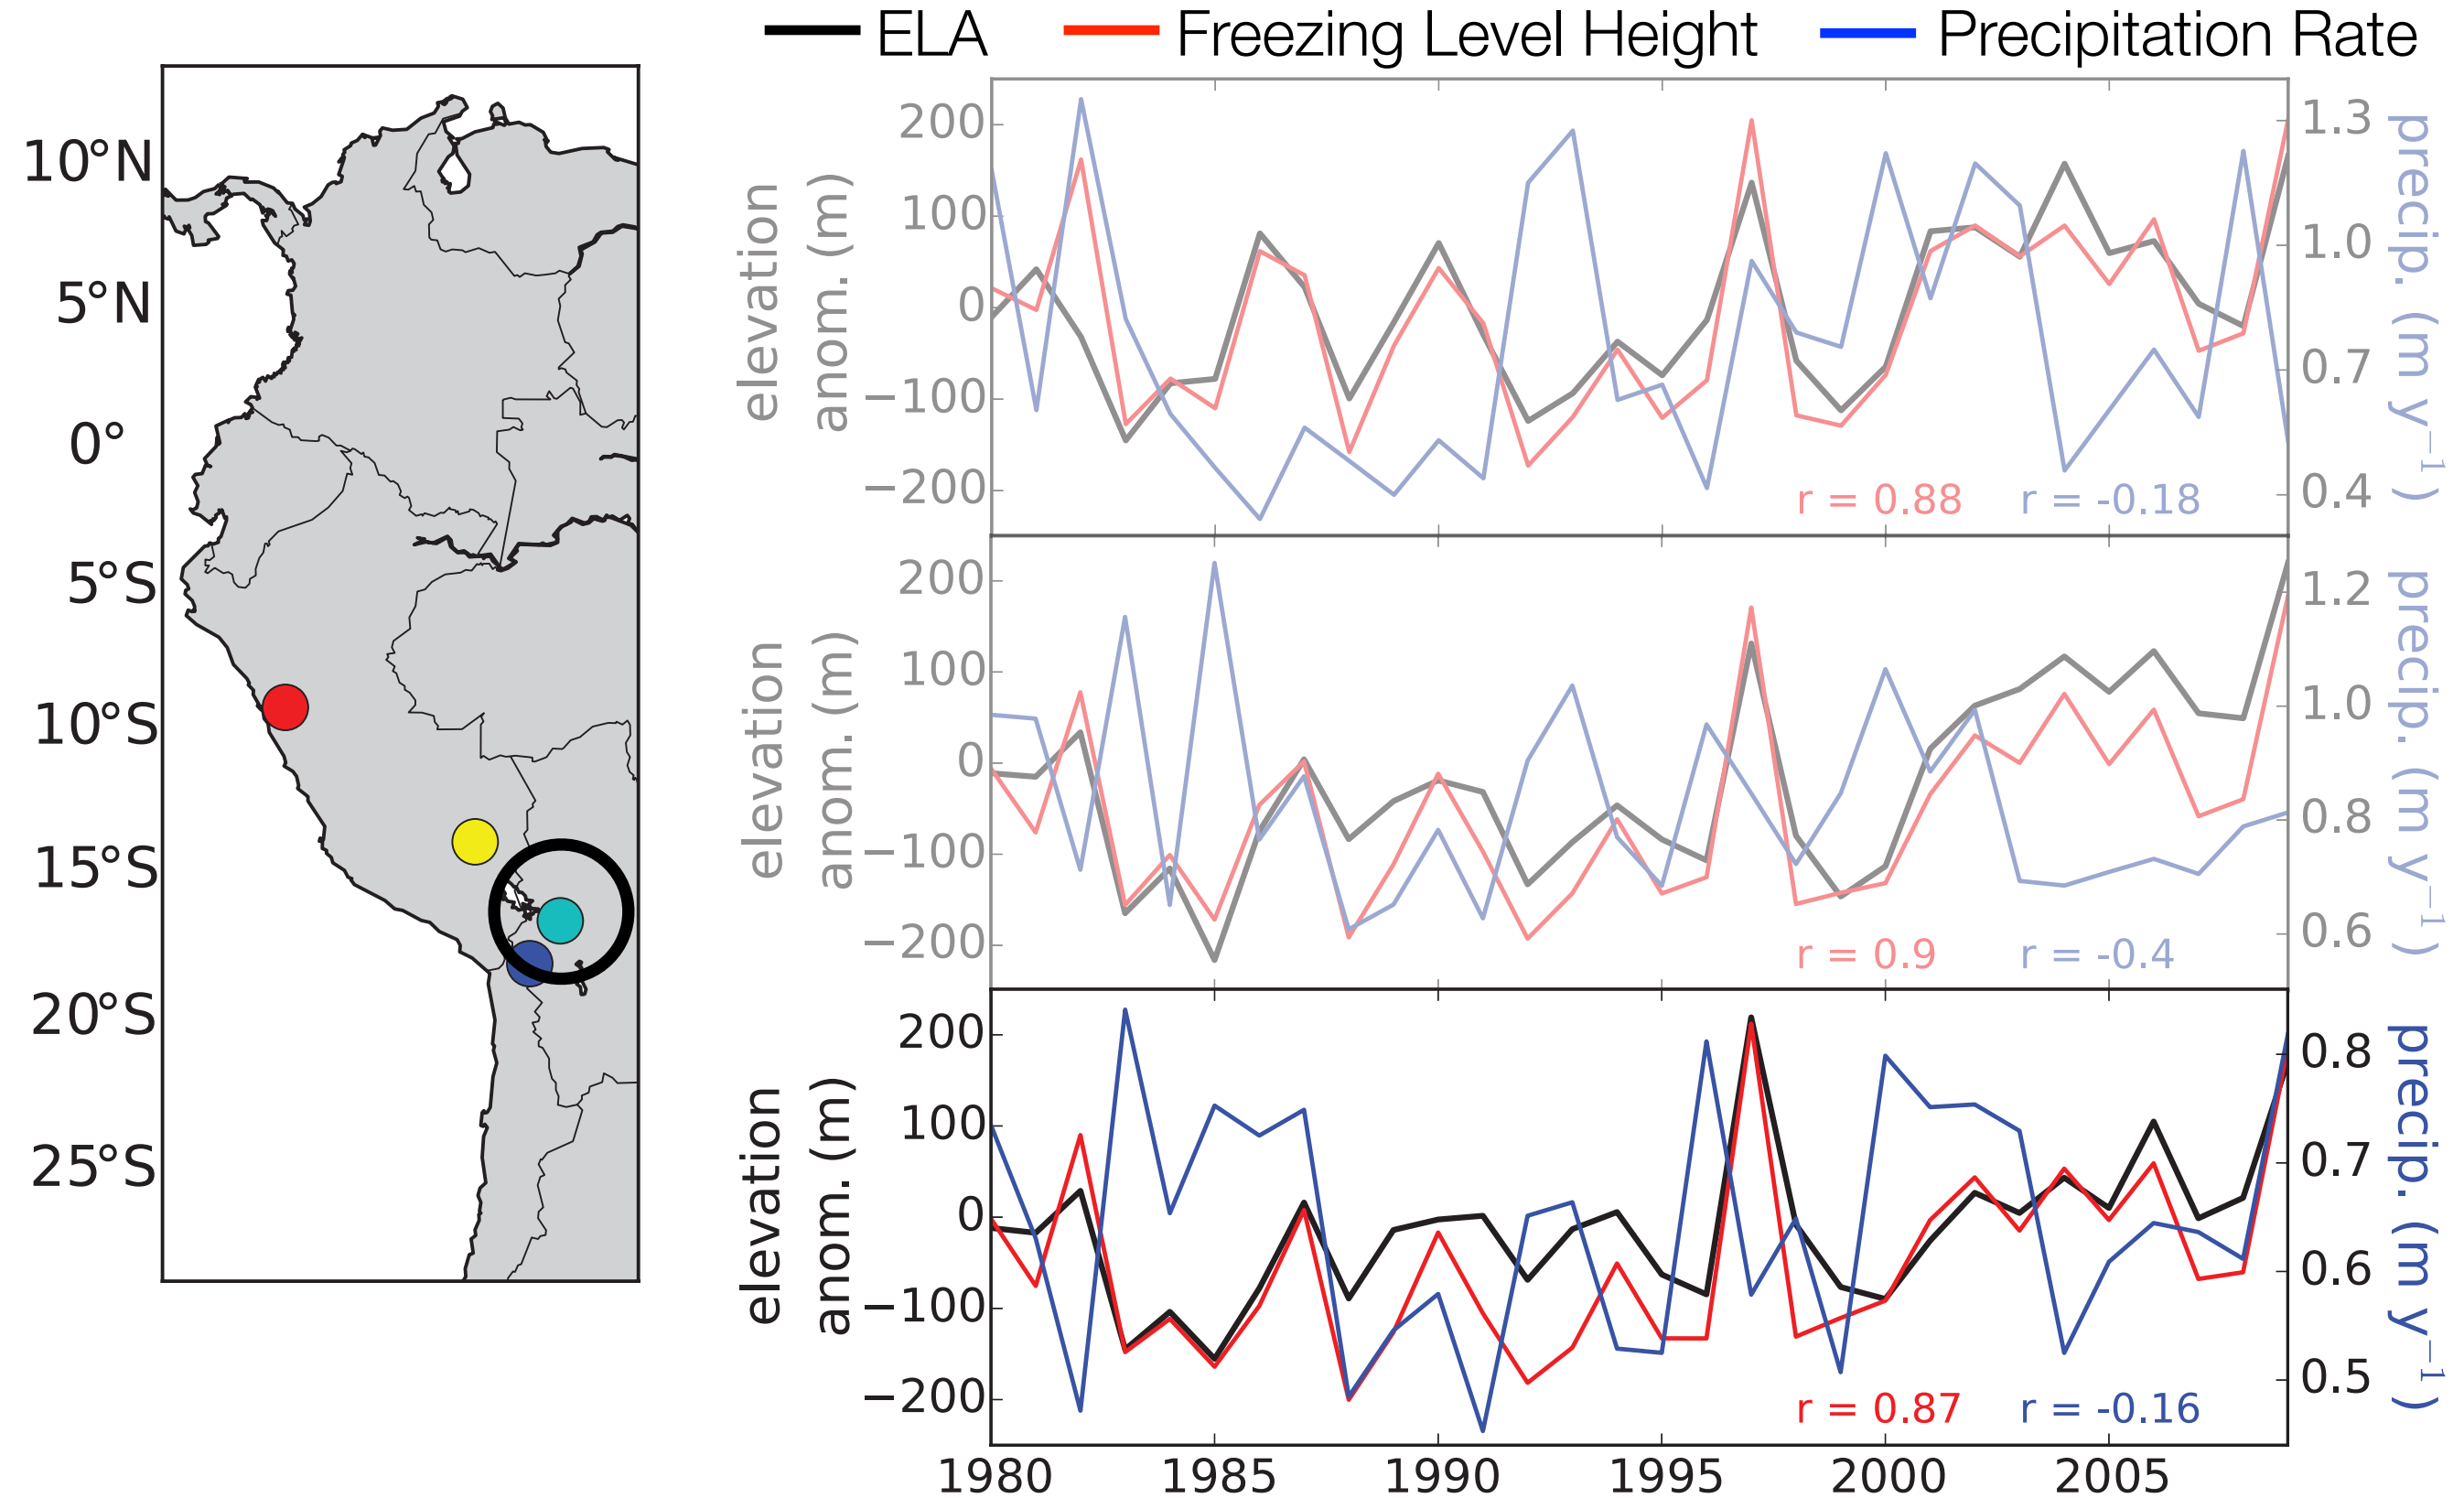 ELA Freezing Level Height Precipitation Rate
10°N
5°N
0°
5°S
10°S
15°S
20°S
25°S
elevation
anom. (m)
200
100
0
−100
−200
1.3
1.0
0.7
0.4
precip. (m y⁻¹)
r = 0.88 r = -0.18
elevation
anom. (m)
200
100
0
−100
−200
1.2
1.0
0.8
0.6
precip. (m y⁻¹)
r = 0.9 r = -0.4
elevation
anom. (m)
200
100
0
−100
−200
0.8
0.7
0.6
0.5
precip. (m y⁻¹)
r = 0.87 r = -0.16
1980 1985 1990 1995 2000 2005